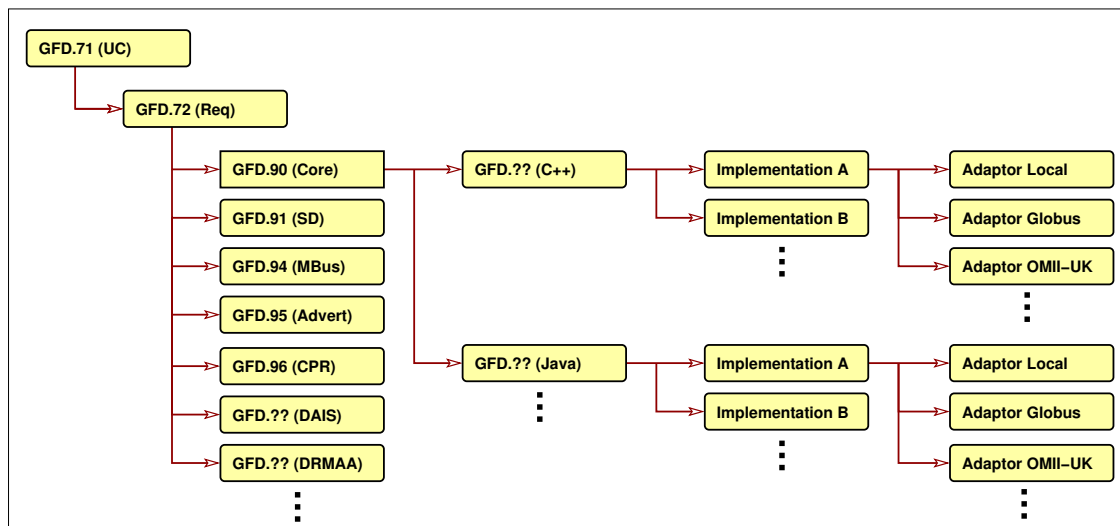 GFD.71 (UC)
GFD.72 (Req)
GFD.90 (Core)
GFD.?? (C++)
Implementation A
Adaptor Local
GFD.91 (SD)
Implementation B
Adaptor Globus
GFD.94 (MBus)
Adaptor OMII−UK
GFD.95 (Advert)
GFD.96 (CPR)
GFD.?? (Java)
Implementation A
Adaptor Local
GFD.?? (DAIS)
Implementation B
Adaptor Globus
GFD.?? (DRMAA)
Adaptor OMII−UK